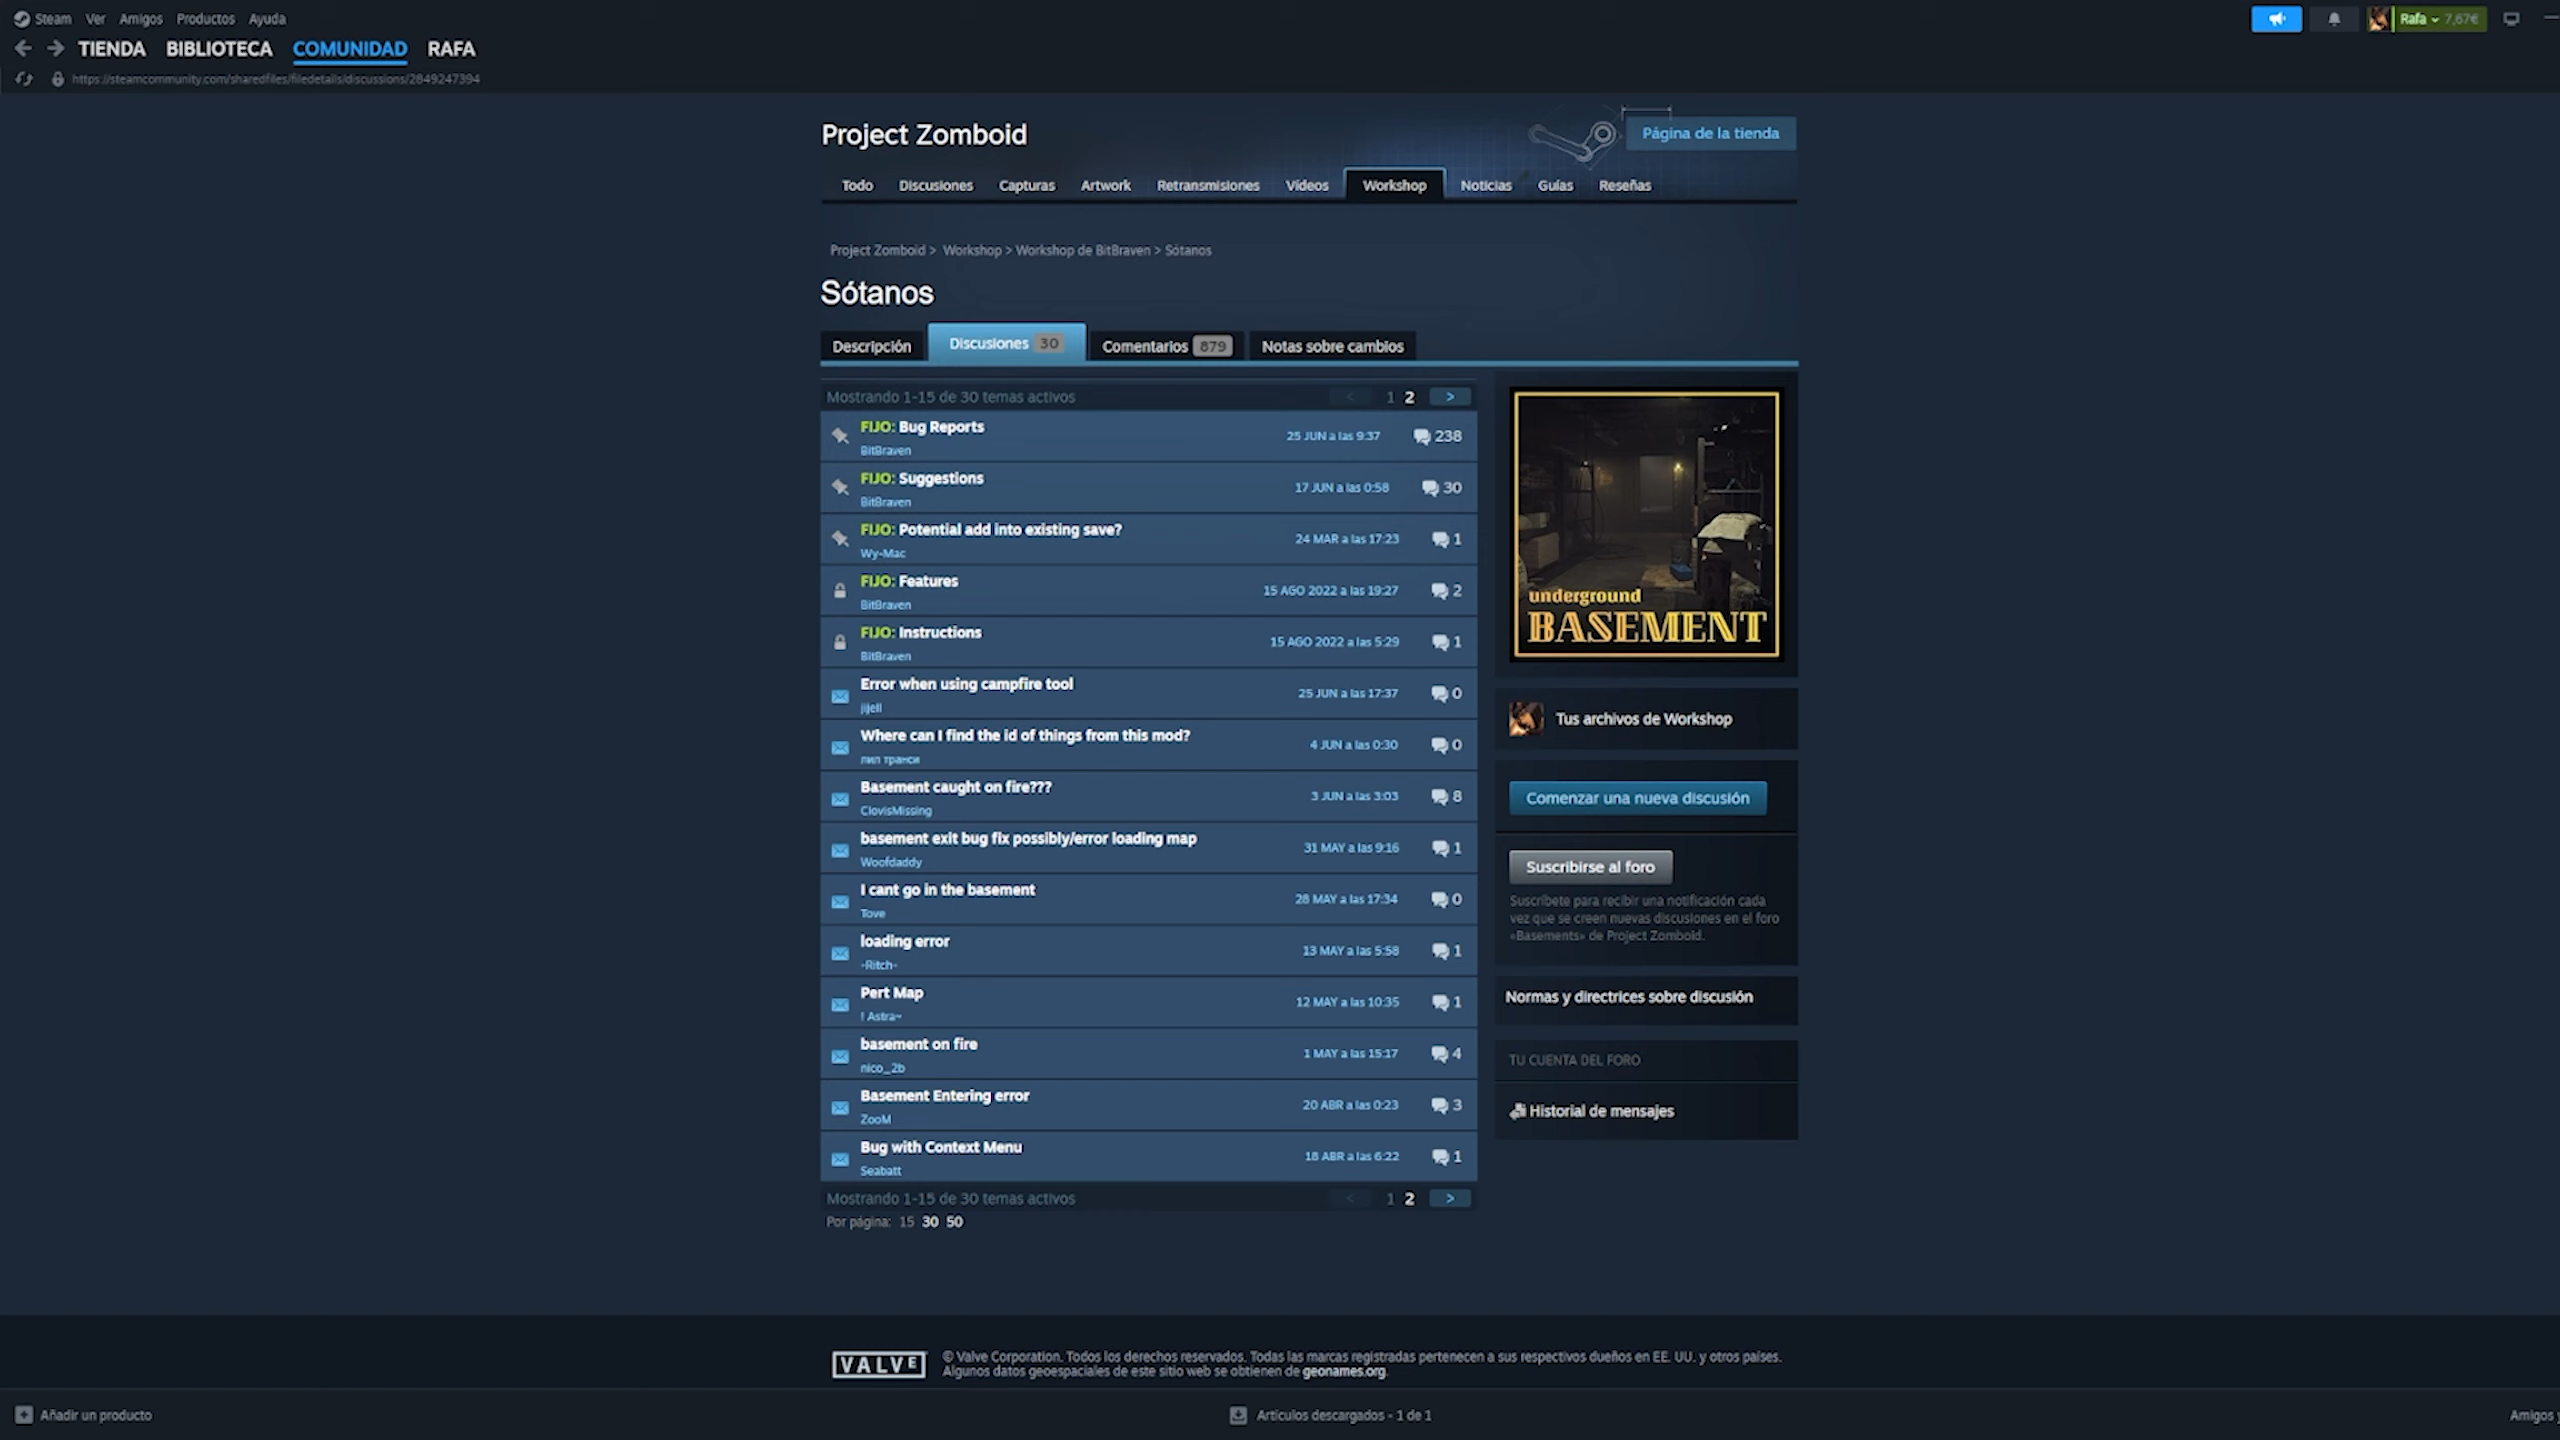 Steam Ver Amigos Productos Ayuda
Rafa 7,67€
TIENDA BIBLIOTECA COMUNIDAD RAFA
https://steamcommunity.com/sharedfiles/filedetails/discussions/2849247394
Project Zomboid
Página de la tienda
Todo Discusiones Capturas Artwork Retransmisiones Vídeos Workshop Noticias Guías Reseñas
Project Zomboid > Workshop > Workshop de BitBraven > Sótanos
Sótanos
Descripción Discusiones 30 Comentarios 879 Notas sobre cambios
Mostrando 1-15 de 30 temas activos < 1 2 >
FIJO: Bug Reports 25 JUN a las 9:37 238
BitBraven
FIJO: Suggestions 17 JUN a las 0:58 30
BitBraven
FIJO: Potential add into existing save? 24 MAR a las 17:23 1
Wy-Mac
FIJO: Features 15 AGO 2022 a las 19:27 2
BitBraven
FIJO: Instructions 15 AGO 2022 a las 5:29 1
BitBraven
Error when using campfire tool 25 JUN a las 17:37 0
jijell
Where can I find the id of things from this mod? 4 JUN a las 0:30 0
пил транси
Basement caught on fire??? 3 JUN a las 3:03 8
ClovisMissing
basement exit bug fix possibly/error loading map 31 MAY a las 9:16 1
Woofdaddy
I cant go in the basement 28 MAY a las 17:34 0
Tove
loading error 13 MAY a las 5:58 1
-Ritch-
Pert Map 12 MAY a las 10:35 1
! Astra~
basement on fire 1 MAY a las 15:17 4
nico_2b
Basement Entering error 20 ABR a las 0:23 3
ZooM
Bug with Context Menu 18 ABR a las 6:22 1
Seabatt
Mostrando 1-15 de 30 temas activos < 1 2 >
Por página: 15 30 50
underground
BASEMENT
Tus archivos de Workshop
Comenzar una nueva discusión
Suscribirse al foro
Suscríbete para recibir una notificación cada
vez que se creen nuevas discusiones en el foro
«Basements» de Project Zomboid.
Normas y directrices sobre discusión
TU CUENTA DEL FORO
Historial de mensajes
VALVE
© Valve Corporation. Todos los derechos reservados. Todas las marcas registradas pertenecen a sus respectivos dueños en EE. UU. y otros países.
Algunos datos geoespaciales de este sitio web se obtienen de geonames.org.
Añadir un producto
Artículos descargados - 1 de 1
Amigos y